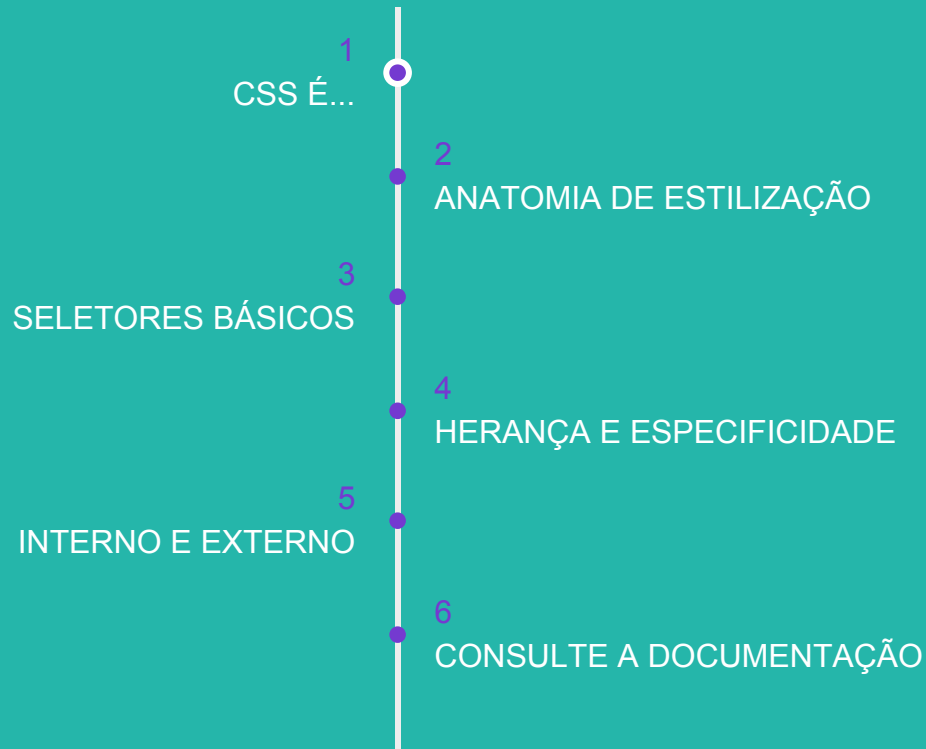 1
CSS É...
2
ANATOMIA DE ESTILIZAÇÃO
3
SELETORES BÁSICOS
4
HERANÇA E ESPECIFICIDADE
5
INTERNO E EXTERNO
6
CONSULTE A DOCUMENTAÇÃO